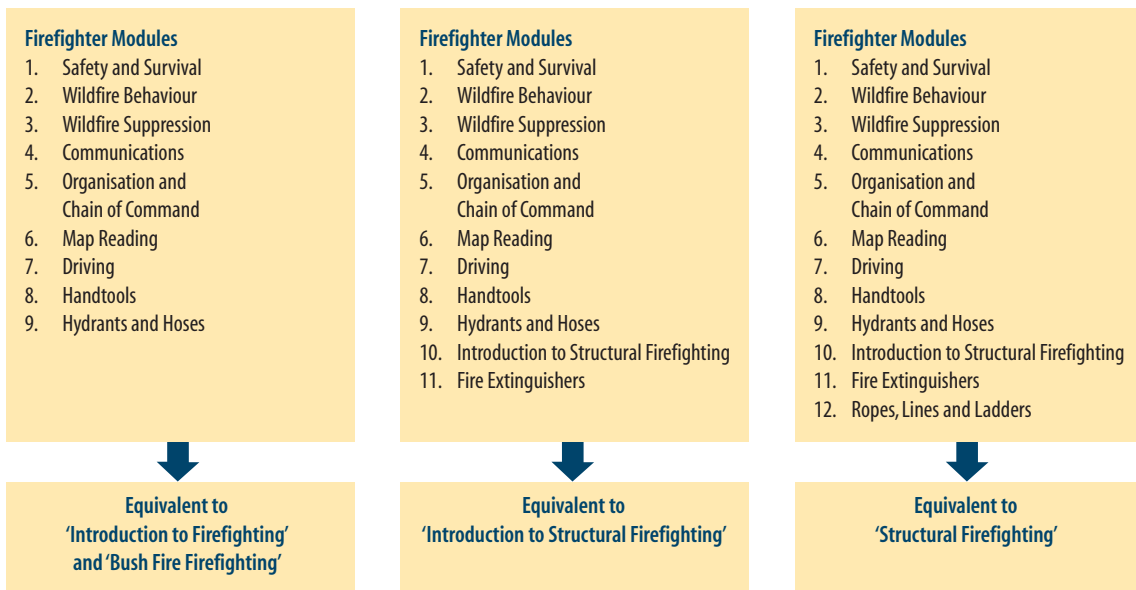 Firefighter Modules
1. Safety and Survival
2. Wildfire Behaviour
3. Wildfire Suppression
4. Communications
5. Organisation and
Chain of Command
6. Map Reading
7. Driving
8. Handtools
9. Hydrants and Hoses
Equivalent to
‘Introduction to Firefighting’
and ‘Bush Fire Firefighting’
Firefighter Modules
1. Safety and Survival
2. Wildfire Behaviour
3. Wildfire Suppression
4. Communications
5. Organisation and
Chain of Command
6. Map Reading
7. Driving
8. Handtools
9. Hydrants and Hoses
10. Introduction to Structural Firefighting
11. Fire Extinguishers
Equivalent to
‘Introduction to Structural Firefighting’
Firefighter Modules
1. Safety and Survival
2. Wildfire Behaviour
3. Wildfire Suppression
4. Communications
5. Organisation and
Chain of Command
6. Map Reading
7. Driving
8. Handtools
9. Hydrants and Hoses
10. Introduction to Structural Firefighting
11. Fire Extinguishers
12. Ropes, Lines and Ladders
Equivalent to
‘Structural Firefighting’